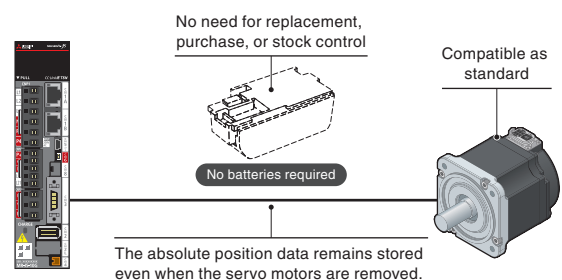 No need for replacement,
purchase, or stock control
Compatible as
standard
No batteries required
The absolute position data remains stored
even when the servo motors are removed.
CHARGE